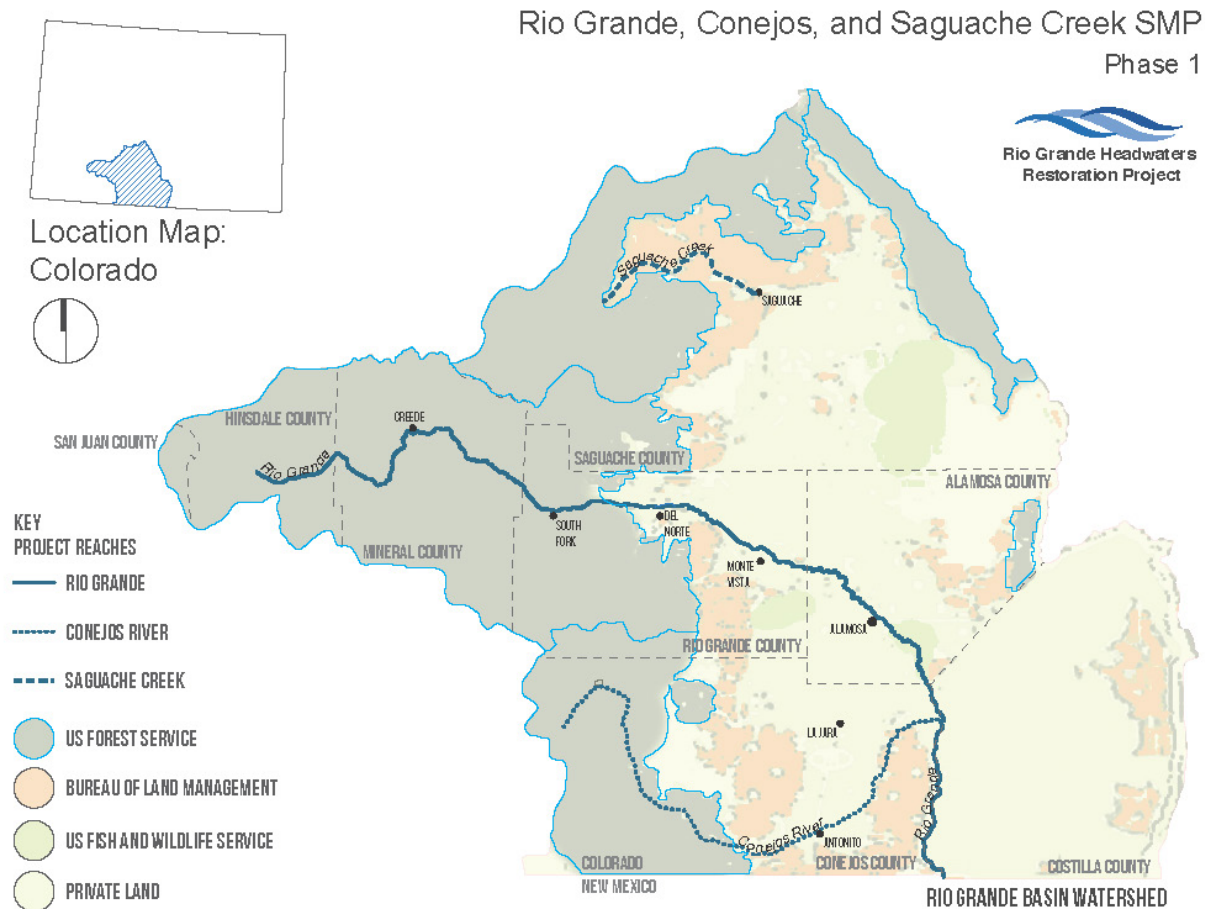 Rio Grande, Conejos, and Saguache Creek SMP
Phase 1
Rio Grande Headwaters
Restoration Project
Location Map:
Colorado
Saguache Creek
SAGUACHE
HINSDALE COUNTY
CREEDE
SAN JUAN COUNTY
Rio Grande
SAGUACHE COUNTY
ALAMOSA COUNTY
SOUTH
FORK
DEL
NORTE
MINERAL COUNTY
MONTE
VISTA
ALAMOSA
RIO GRANDE COUNTY
LA JARA
Rio Grande
Conejos River
ANTONITO
COLORADO
NEW MEXICO
CONEJOS COUNTY
COSTILLA COUNTY
RIO GRANDE BASIN WATERSHED
KEY
PROJECT REACHES
RIO GRANDE
CONEJOS RIVER
SAGUACHE CREEK
US FOREST SERVICE
BUREAU OF LAND MANAGEMENT
US FISH AND WILDLIFE SERVICE
PRIVATE LAND